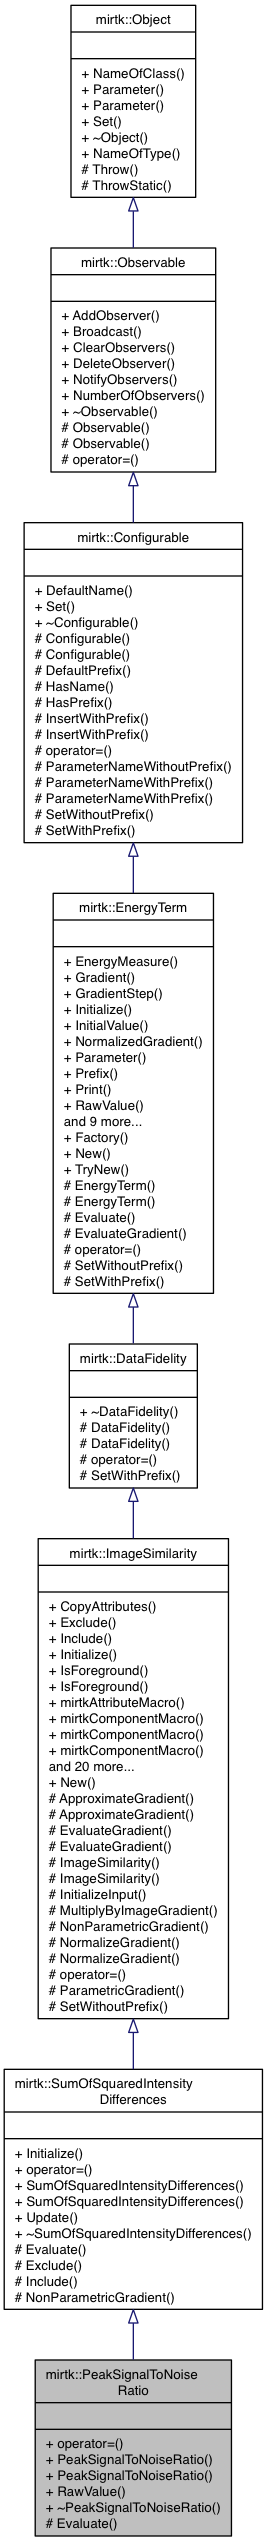 mirtk::Object
+ NameOfClass()
+ Parameter()
+ Parameter()
+ Set()
+ ~Object()
+ NameOfType()
# Throw()
# ThrowStatic()
mirtk::Observable
+ AddObserver()
+ Broadcast()
+ ClearObservers()
+ DeleteObserver()
+ NotifyObservers()
+ NumberOfObservers()
+ ~Observable()
# Observable()
# Observable()
# operator=()
mirtk::Configurable
+ DefaultName()
+ Set()
+ ~Configurable()
# Configurable()
# Configurable()
# DefaultPrefix()
# HasName()
# HasPrefix()
# InsertWithPrefix()
# InsertWithPrefix()
# operator=()
# ParameterNameWithoutPrefix()
# ParameterNameWithPrefix()
# ParameterNameWithPrefix()
# SetWithoutPrefix()
# SetWithPrefix()
mirtk::EnergyTerm
+ EnergyMeasure()
+ Gradient()
+ GradientStep()
+ Initialize()
+ InitialValue()
+ NormalizedGradient()
+ Parameter()
+ Prefix()
+ Print()
+ RawValue()
and 9 more...
+ Factory()
+ New()
+ TryNew()
# EnergyTerm()
# EnergyTerm()
# Evaluate()
# EvaluateGradient()
# operator=()
# SetWithoutPrefix()
# SetWithPrefix()
mirtk::DataFidelity
+ ~DataFidelity()
# DataFidelity()
# DataFidelity()
# operator=()
# SetWithPrefix()
mirtk::ImageSimilarity
+ CopyAttributes()
+ Exclude()
+ Include()
+ Initialize()
+ IsForeground()
+ IsForeground()
+ mirtkAttributeMacro()
+ mirtkComponentMacro()
+ mirtkComponentMacro()
+ mirtkComponentMacro()
and 20 more...
+ New()
# ApproximateGradient()
# ApproximateGradient()
# EvaluateGradient()
# EvaluateGradient()
# ImageSimilarity()
# ImageSimilarity()
# InitializeInput()
# MultiplyByImageGradient()
# NonParametricGradient()
# NormalizeGradient()
# NormalizeGradient()
# operator=()
# ParametricGradient()
# SetWithoutPrefix()
mirtk::SumOfSquaredIntensity
Differences
+ Initialize()
+ operator=()
+ SumOfSquaredIntensityDifferences()
+ SumOfSquaredIntensityDifferences()
+ Update()
+ ~SumOfSquaredIntensityDifferences()
# Evaluate()
# Exclude()
# Include()
# NonParametricGradient()
mirtk::PeakSignalToNoise
Ratio
+ operator=()
+ PeakSignalToNoiseRatio()
+ PeakSignalToNoiseRatio()
+ RawValue()
+ ~PeakSignalToNoiseRatio()
# Evaluate()